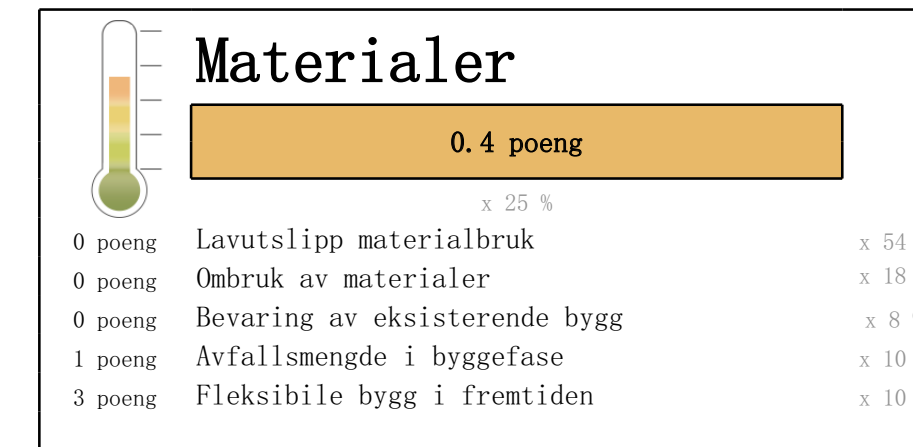 Materialer
0.4 poeng
x 25 %
0 poeng Lavutslipp materialbruk x 54
0 poeng Ombruk av materialer x 18
0 poeng Bevaring av eksisterende bygg x 8
1 poeng Avfallsmengde i byggefase x 10
3 poeng Fleksibile bygg i fremtiden x 10